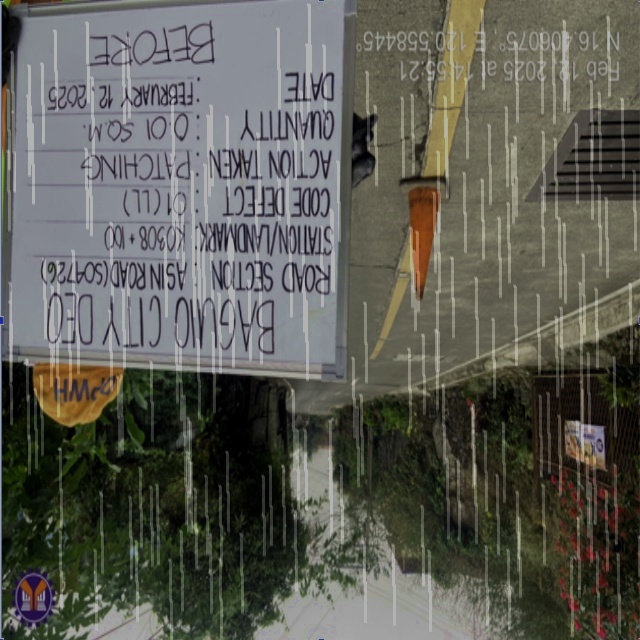 BAGUIO CITY DEO
ROAD SECTION : ASIN ROAD (S04726)
STATION/LANDMARK : K0308 +
CODE DEFECT : 01 (LL)
ACTION TAKEN : PATCHING
QUANTITY : 0.01 SQ.M.
DATE : FEBRUARY 12, 2025
BEFORE
DPWH
Feb 12, 2025 at 14:55:21
N 16.408075°, E 120.558445°